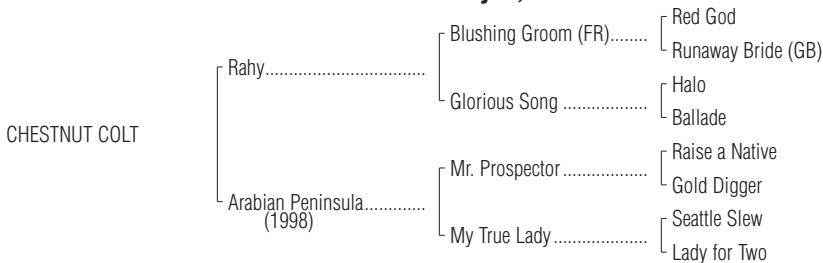 Red God
Blushing Groom (FR)........
Runaway Bride (GB)
Rahy.................................
Halo
Glorious Song ..................
Ballade
CHESTNUT COLT
Raise a Native
Mr. Prospector ..................
Gold Digger
Arabian Peninsula.............
(1998)
Seattle Slew
My True Lady ....................
Lady for Two